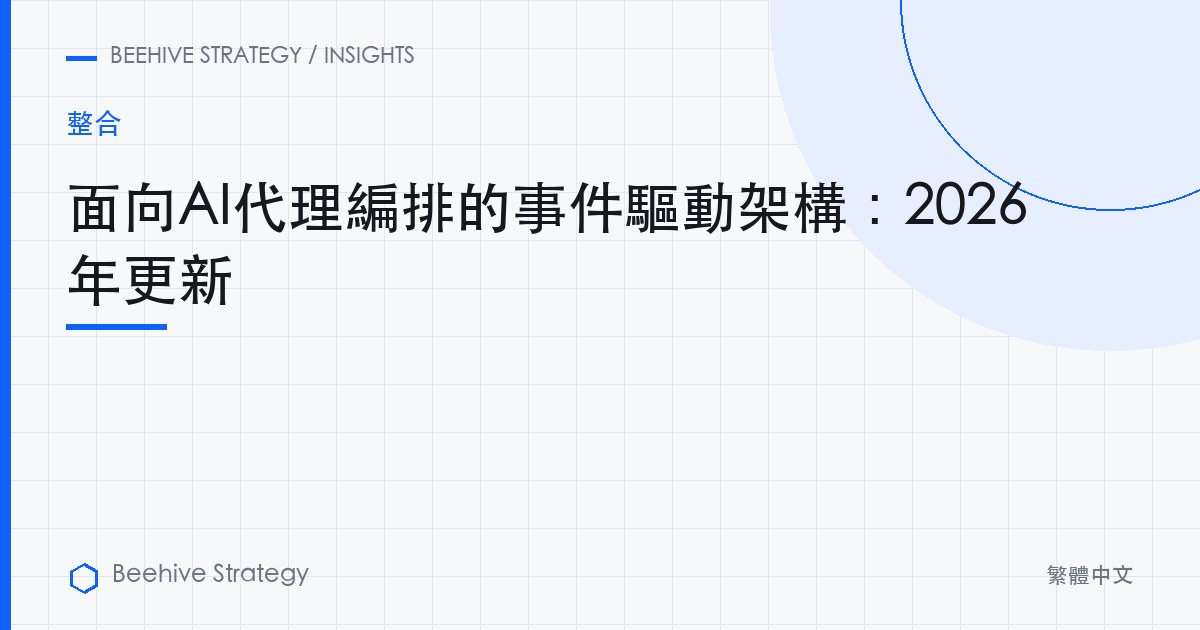 BEEHIVE STRATEGY / INSIGHTS
整合
面向AI代理編排的事件驅動架構：2026
年更新
Beehive Strategy
繁體中文